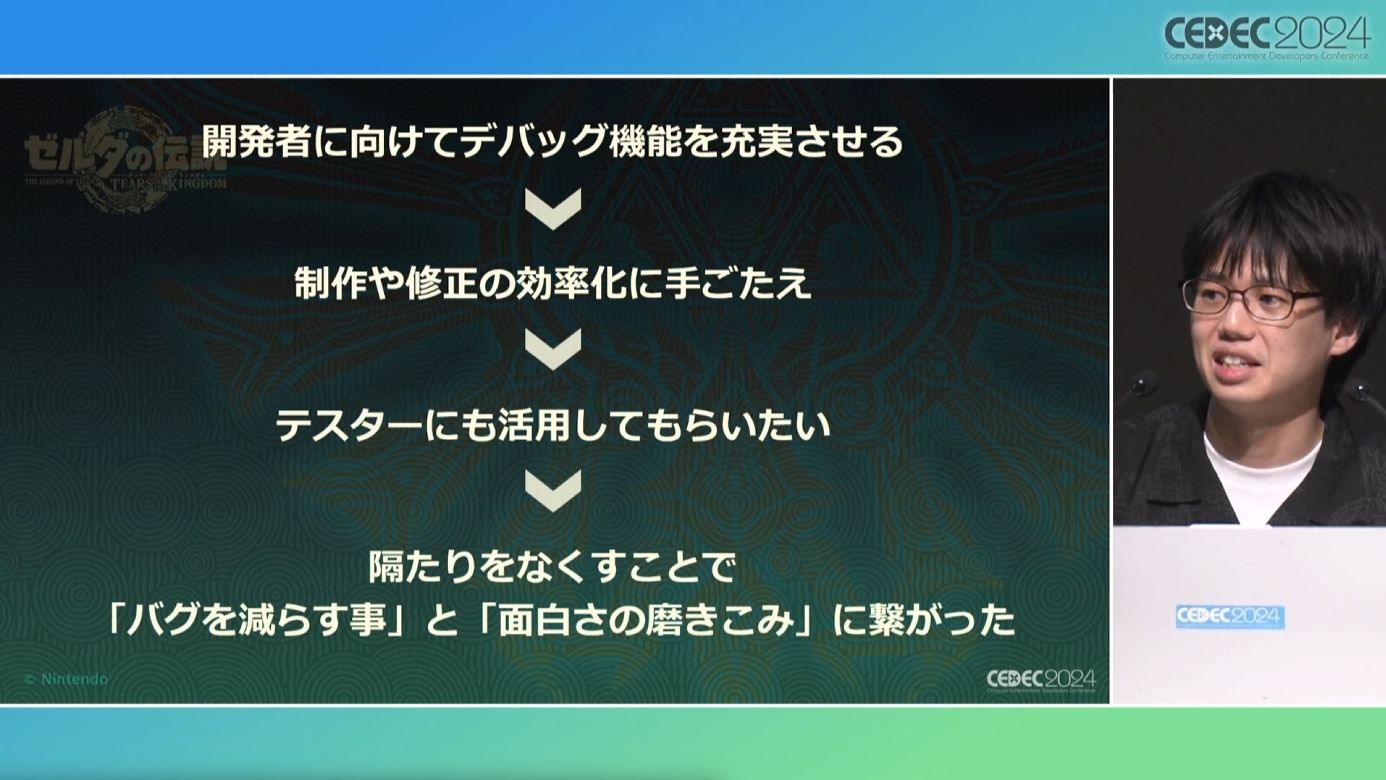 CEDEC2024
Computer Entertainment Developers Conference
ゼルダの伝説
THE LEGEND OF ZELDA
TEARS OF THE KINGDOM
開発者に向けてデバッグ機能を充実させる
制作や修正の効率化に手ごたえ
テスターにも活用してもらいたい
隔たりをなくすことで
「バグを減らす事」と「面白さの磨きこみ」に繋がった
© Nintendo
CEDEC2024
Computer Entertainment Developers Conference
CEDEC2024